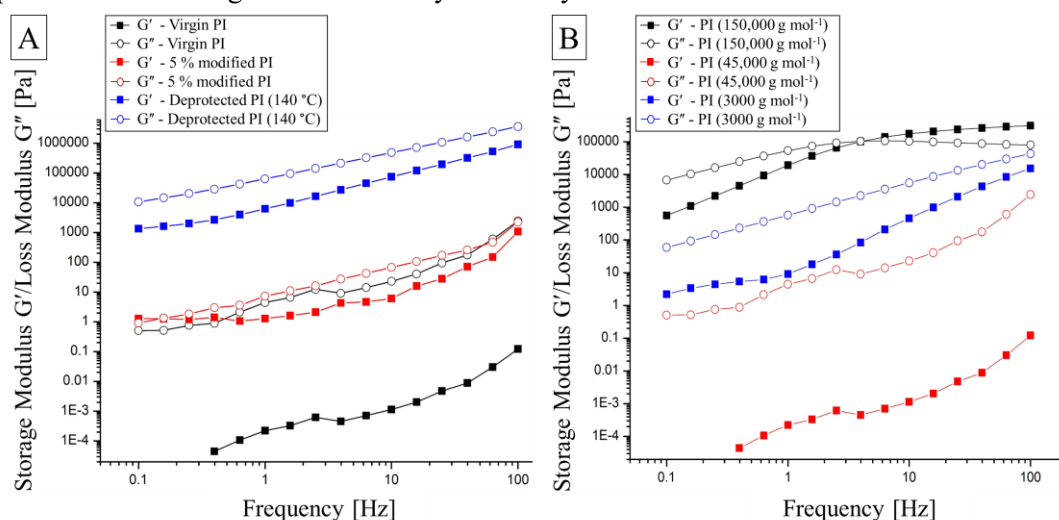 A
G′ - Virgin PI
G″ - Virgin PI
G′ - 5 % modified PI
G″ - 5 % modified PI
G′ - Deprotected PI (140 °C)
G″ - Deprotected PI (140 °C)
Storage Modulus G′/Loss Modulus G″ [Pa]
1000000
100000
10000
1000
100
10
1
0.1
0.01
1E-3
1E-4
0.1
1
10
100
Frequency [Hz]
B
G′ - PI (150,000 g mol⁻¹)
G″ - PI (150,000 g mol⁻¹)
G′ - PI (45,000 g mol⁻¹)
G″ - PI (45,000 g mol⁻¹)
G′ - PI (3000 g mol⁻¹)
G″ - PI (3000 g mol⁻¹)
Storage Modulus G′/Loss Modulus G″ [Pa]
100000
10000
1000
100
10
1
0.1
0.01
1E-3
1E-4
0.1
1
10
100
Frequency [Hz]